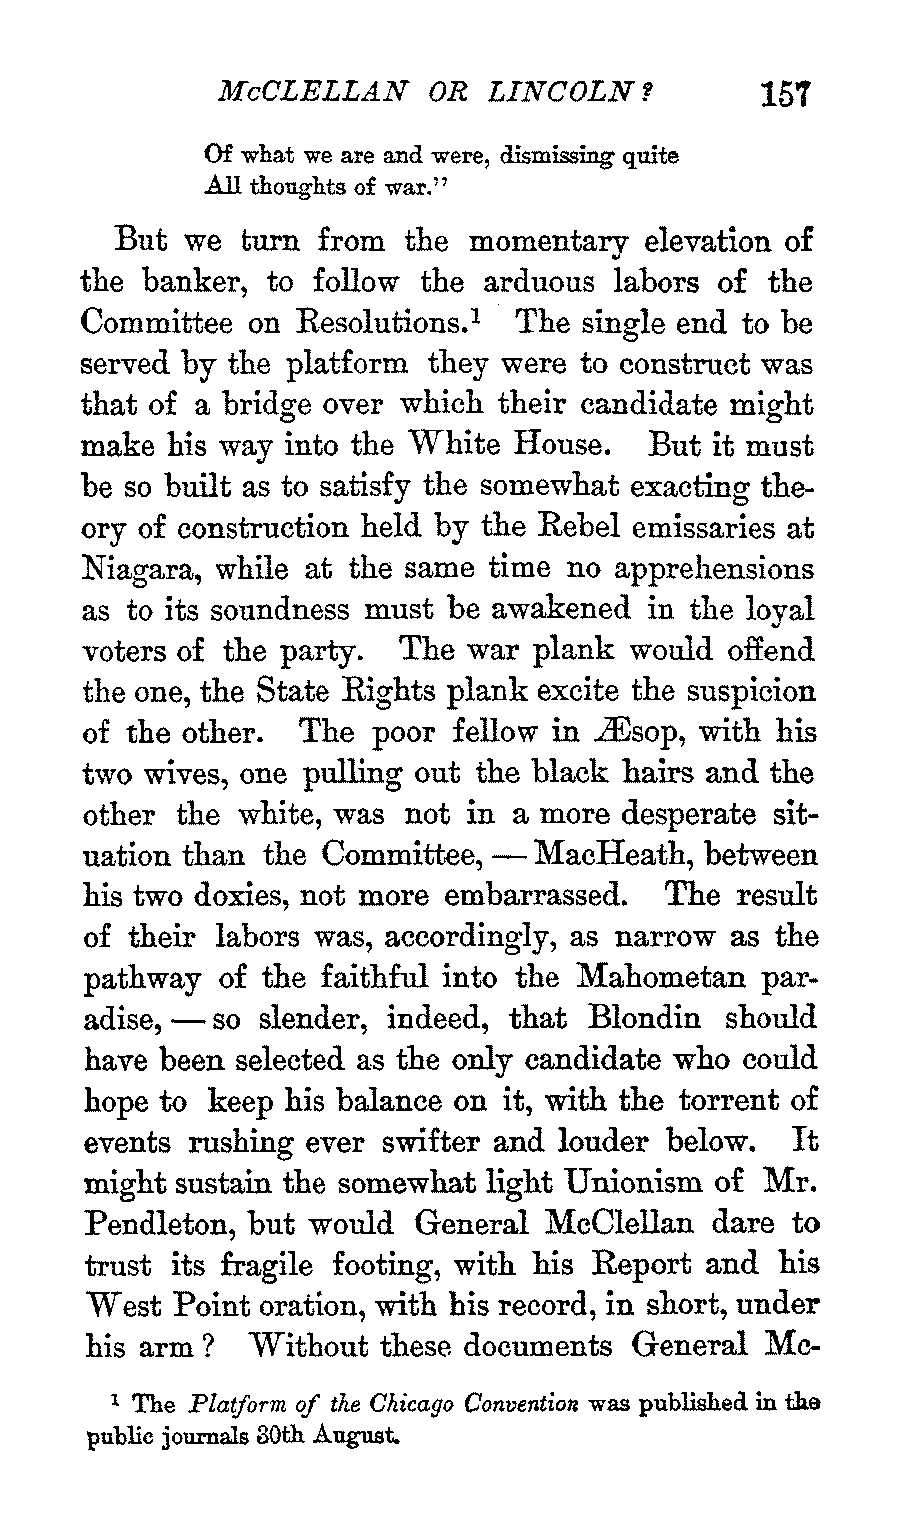 McCLELLAN OR LINCOLN? 157
Of what we are and were, dismissing quite
All thoughts of war."
But we turn from the momentary elevation of
the banker, to follow the arduous labors of the
Committee on Resolutions.¹ The single end to be
served by the platform they were to construct was
that of a bridge over which their candidate might
make his way into the White House. But it must
be so built as to satisfy the somewhat exacting the-
ory of construction held by the Rebel emissaries at
Niagara, while at the same time no apprehensions
as to its soundness must be awakened in the loyal
voters of the party. The war plank would offend
the one, the State Rights plank excite the suspicion
of the other. The poor fellow in Æsop, with his
two wives, one pulling out the black hairs and the
other the white, was not in a more desperate sit-
uation than the Committee, — MacHeath, between
his two doxies, not more embarrassed. The result
of their labors was, accordingly, as narrow as the
pathway of the faithful into the Mahometan par-
adise, — so slender, indeed, that Blondin should
have been selected as the only candidate who could
hope to keep his balance on it, with the torrent of
events rushing ever swifter and louder below. It
might sustain the somewhat light Unionism of Mr.
Pendleton, but would General McClellan dare to
trust its fragile footing, with his Report and his
West Point oration, with his record, in short, under
his arm? Without these documents General Mc-
¹ The Platform of the Chicago Convention was published in the
public journals 30th August.